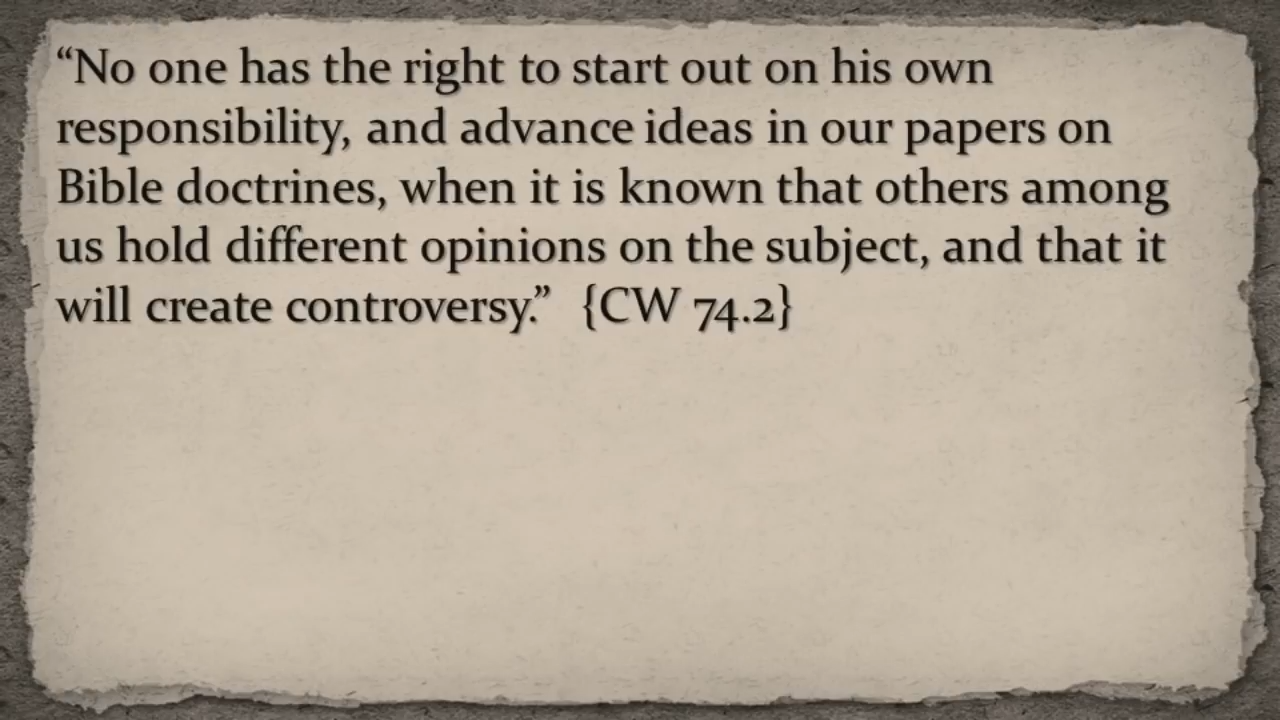 “No one has the right to start out on his own
responsibility, and advance ideas in our papers on
Bible doctrines, when it is known that others among
us hold different opinions on the subject, and that it
will create controversy.” {CW 74.2}